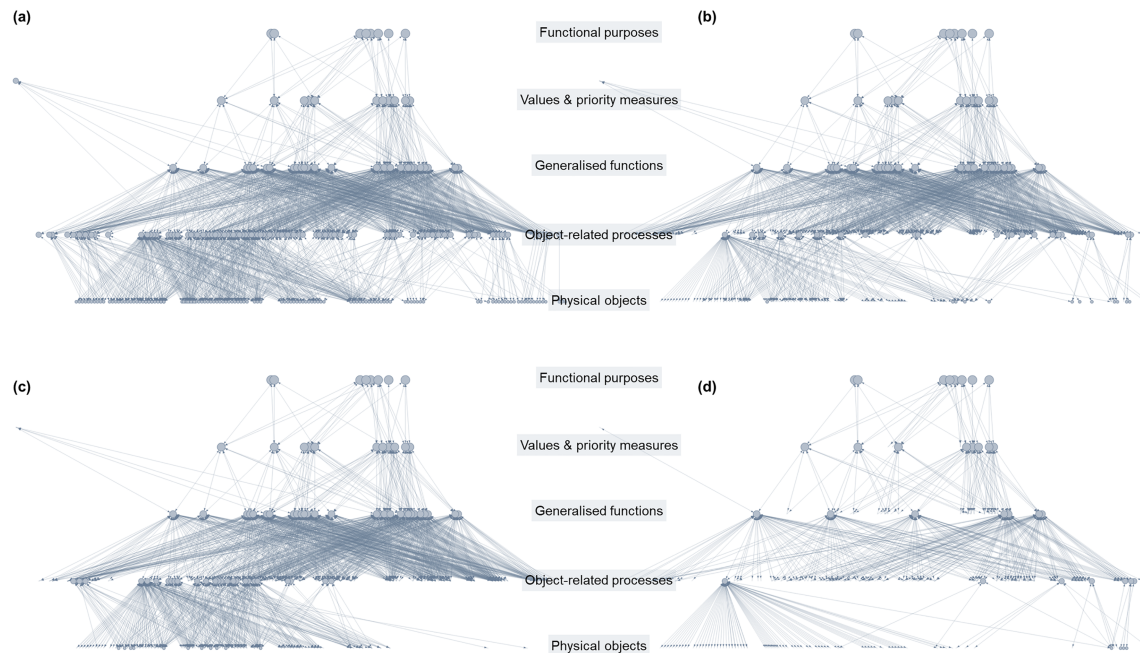 (a)
Functional purposes
(b)
Values & priority measures
Generalised functions
Object-related processes
Physical objects
(c)
Functional purposes
(d)
Values & priority measures
Generalised functions
Object-related processes
Physical objects